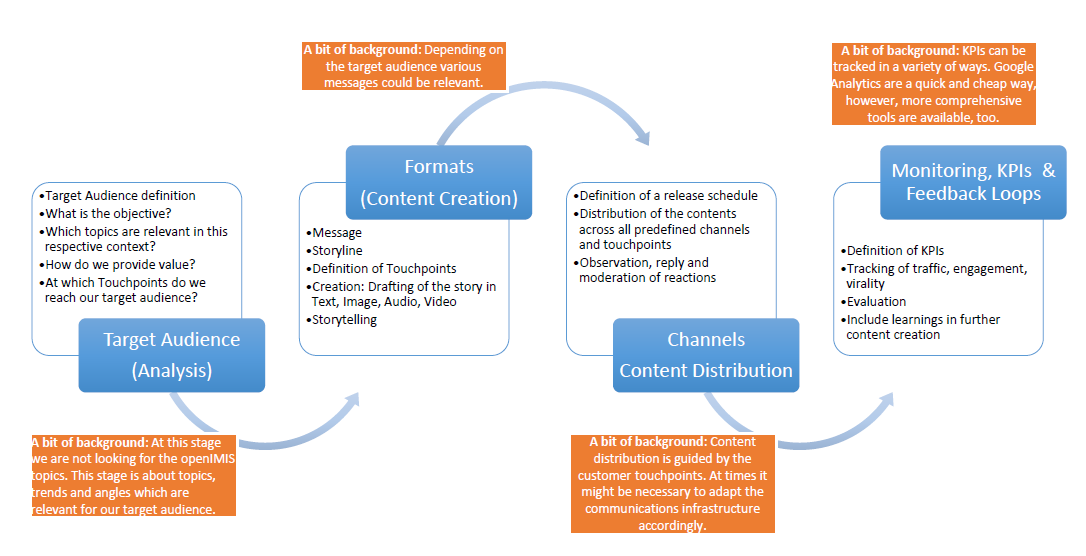 A bit of background: Depending on
the target audience various
messages could be relevant.
A bit of background: KPIs can be
tracked in a variety of ways. Google
Analytics are a quick and cheap way,
however, more comprehensive
tools are available, too.
•Target Audience definition
•What is the objective?
•Which topics are relevant in this
respective context?
•How do we provide value?
•At which Touchpoints do we
reach our target audience?
Target Audience
(Analysis)
A bit of background: At this stage
we are not looking for the openIMIS
topics. This stage is about topics,
trends and angles which are
relevant for our target audience.
Formats
(Content Creation)
•Message
•Storyline
•Definition of Touchpoints
•Creation: Drafting of the story in
Text, Image, Audio, Video
•Storytelling
•Definition of a release schedule
•Distribution of the contents
across all predefined channels
and touchpoints
•Observation, reply and
moderation of reactions
Channels
Content Distribution
A bit of background: Content
distribution is guided by the
customer touchpoints. At times it
might be necessary to adapt the
communications infrastructure
accordingly.
Monitoring, KPIs &
Feedback Loops
•Definition of KPIs
•Tracking of traffic, engagement,
virality
•Evaluation
•Include learnings in further
content creation